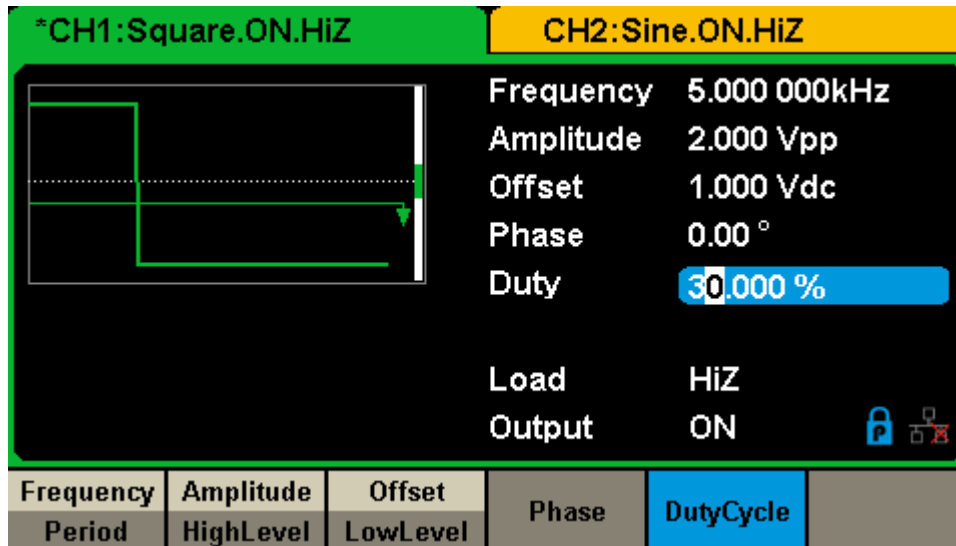 *CH1:Square.ON.HiZ
CH2:Sine.ON.HiZ
Frequency 5.000 000kHz
Amplitude 2.000 Vpp
Offset 1.000 Vdc
Phase 0.00 °
Duty 30.000 %
Load HiZ
Output ON
P
Frequency Amplitude Offset
Phase DutyCycle
Period HighLevel LowLevel